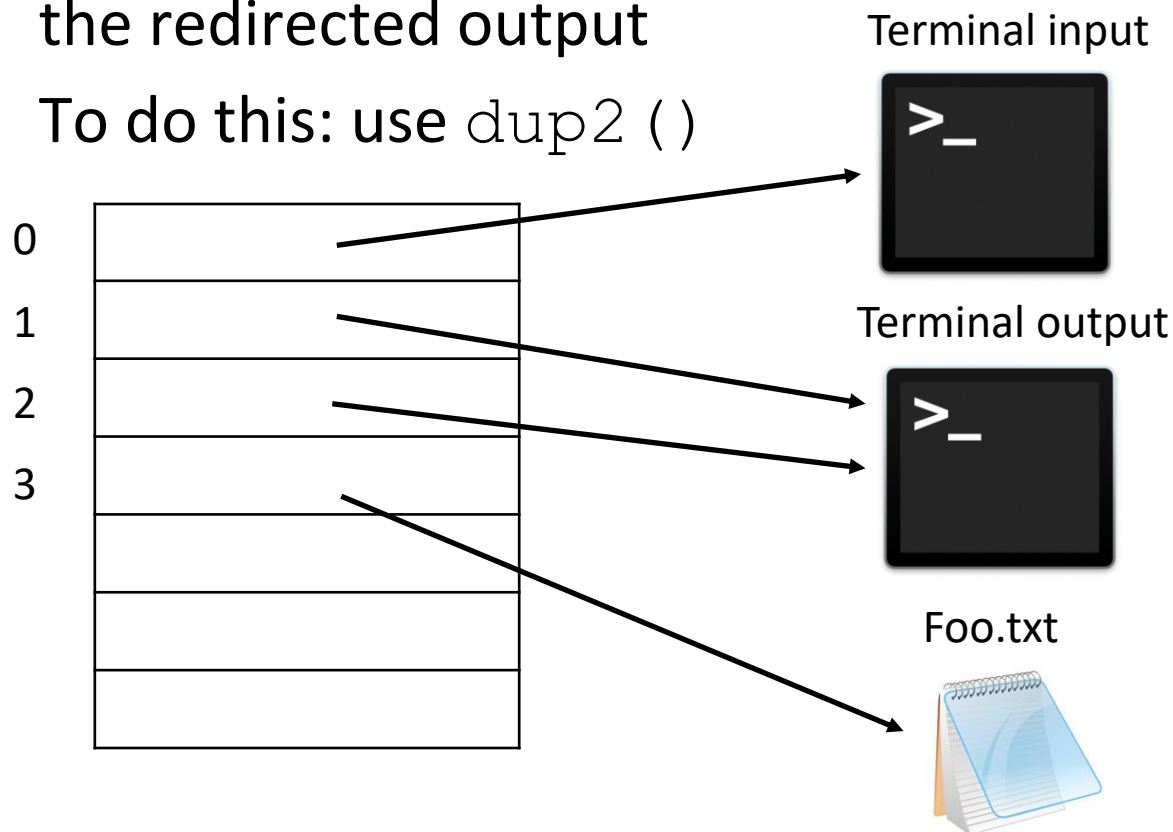 the redirected output
To do this: use dup2()
Terminal input
>_
0
1
Terminal output
2
>_
3
Foo.txt